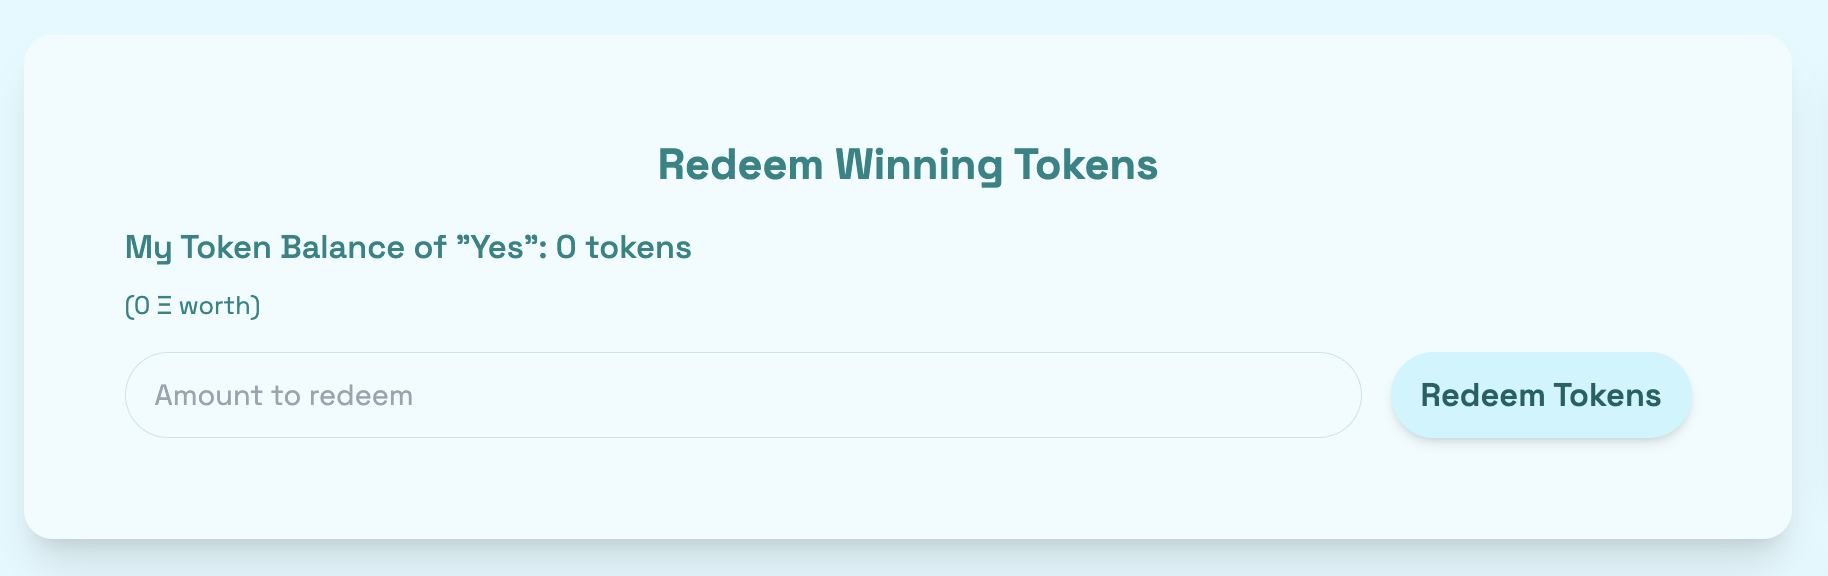 Redeem Winning Tokens
My Token Balance of ”Yes”: 0 tokens
(0 Ξ worth)
Amount to redeem
Redeem Tokens